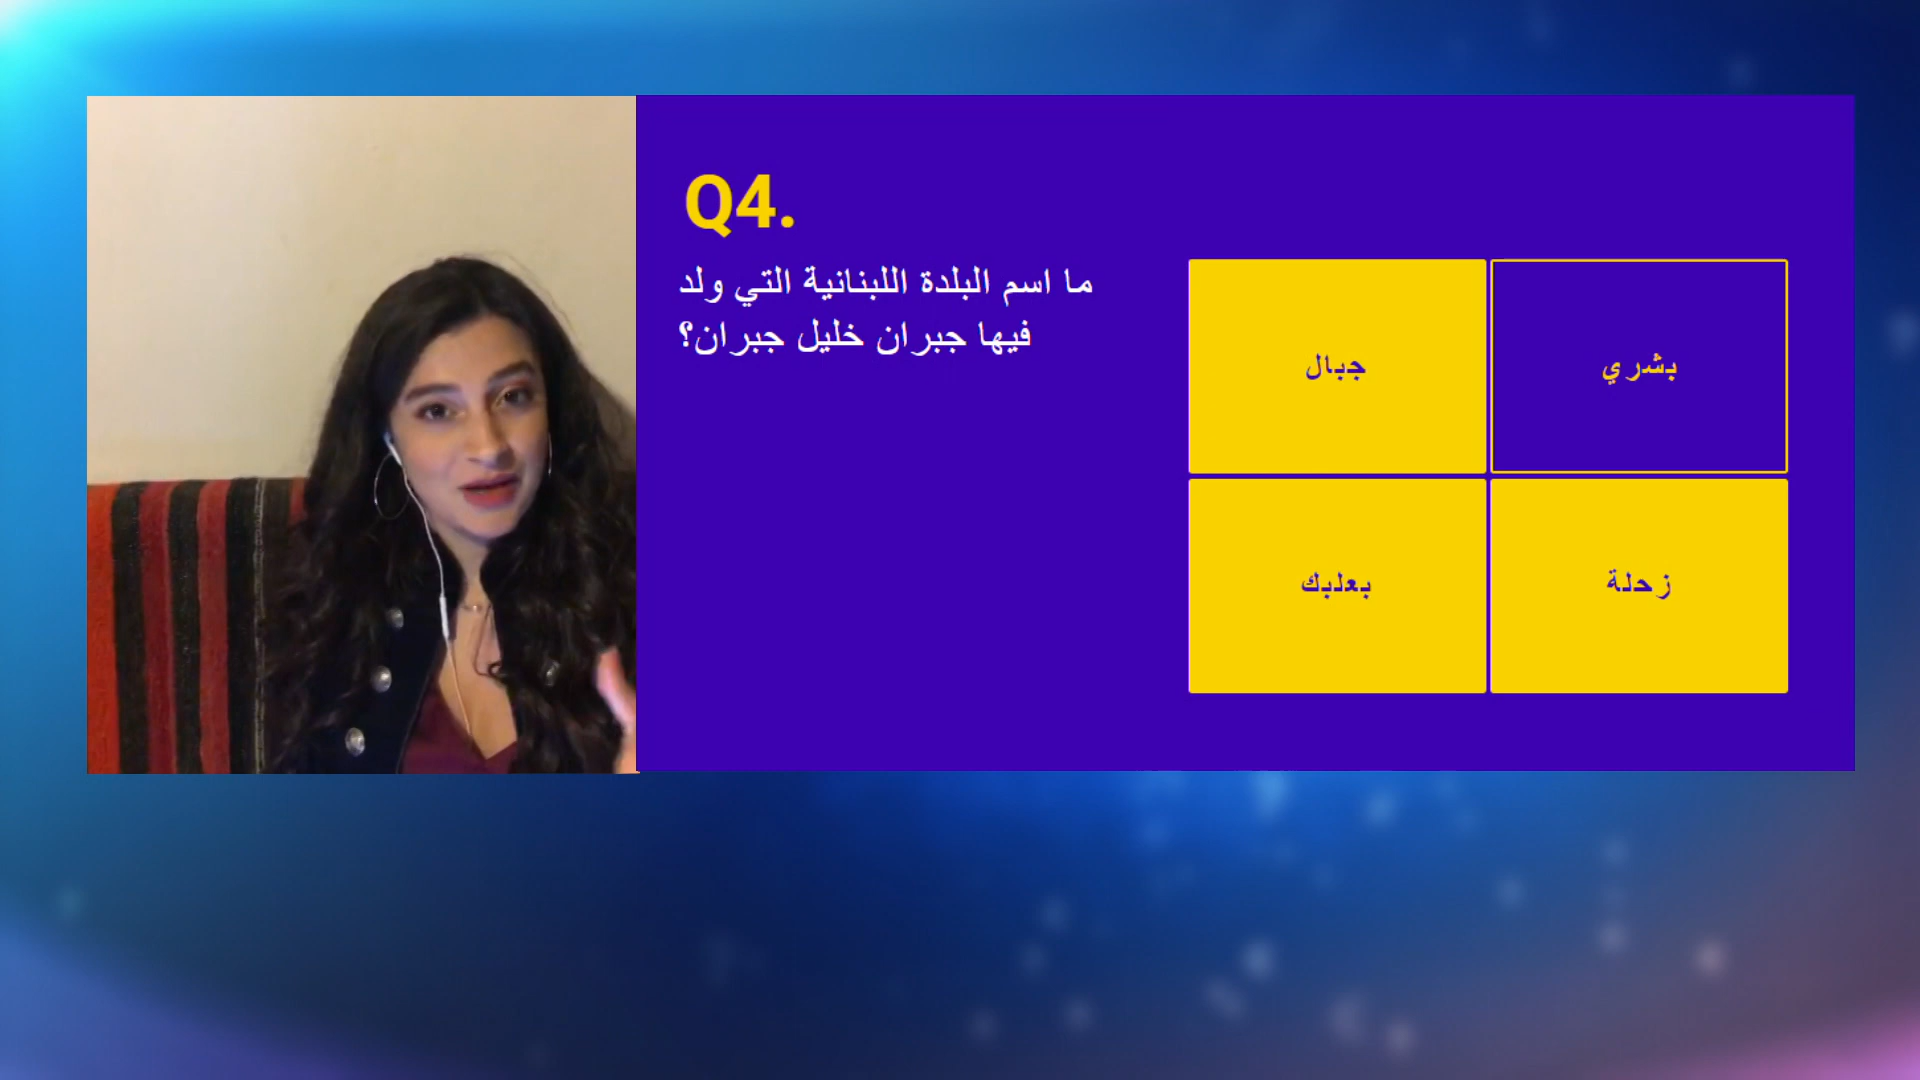 Q4.
ما اسم البلدة اللبنانية التي ولد
فيها جبران خليل جبران؟
بشري
جبال
زحلة
بعلبك